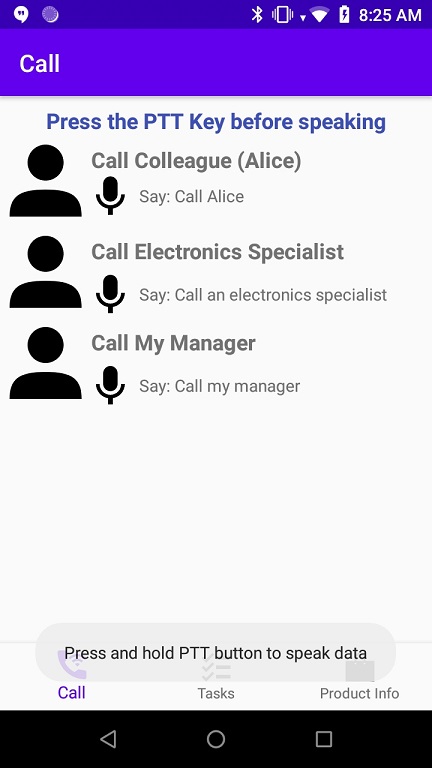 8:25 AM
Call
Press the PTT Key before speaking
Call Colleague (Alice)
Say: Call Alice
Call Electronics Specialist
Say: Call an electronics specialist
Call My Manager
Say: Call my manager
Press and hold PTT button to speak data
Call Tasks Product Info